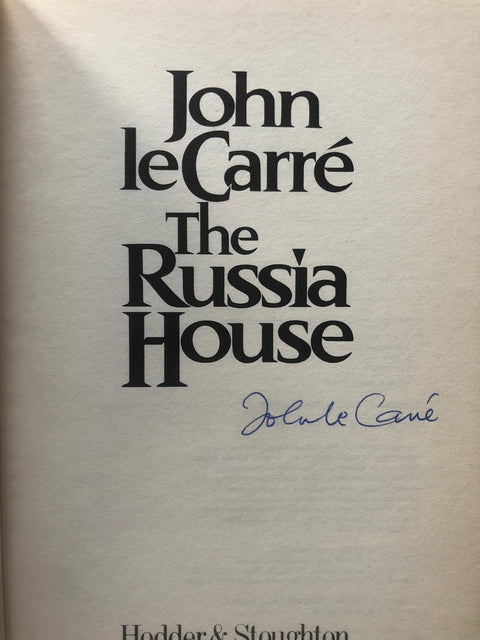 John
le Carré
The
Russia
House
John le Carré
Hodder & Stoughton